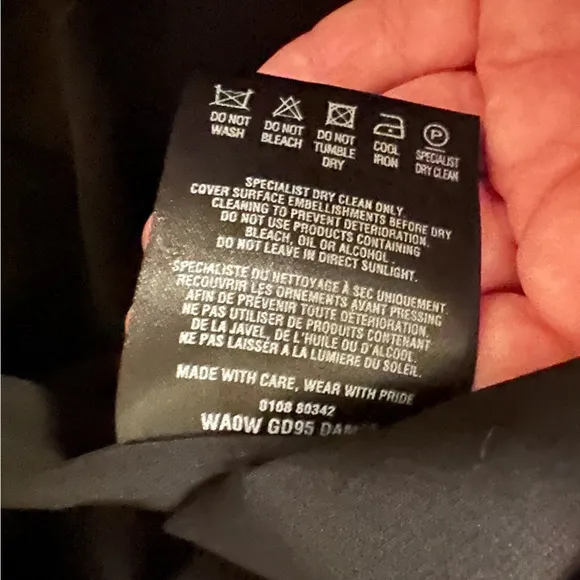 DO NOT WASH
DO NOT BLEACH
DO NOT TUMBLE DRY
COOL IRON
P
SPECIALIST DRY CLEAN
SPECIALIST DRY CLEAN ONLY
COVER SURFACE EMBELLISHMENTS BEFORE DRY
CLEANING TO PREVENT DETERIORATION.
DO NOT USE PRODUCTS CONTAINING
BLEACH, OIL OR ALCOHOL.
DO NOT LEAVE IN DIRECT SUNLIGHT.
SPECIALISTE DU NETTOYAGE À SEC UNIQUEMENT.
RECOUVRIR LES ORNEMENTS AVANT PRESSING
AFIN DE PRÉVENIR TOUTE DÉTÉRIORATION.
NE PAS UTILISER DE PRODUITS CONTENANT
DE LA JAVEL, DE L'HUILE OU D'ALCOOL.
NE PAS LAISSER À LA LUMIERE DU SOLEIL.
MADE WITH CARE, WEAR WITH PRIDE
0108 80342
WA0W GD95